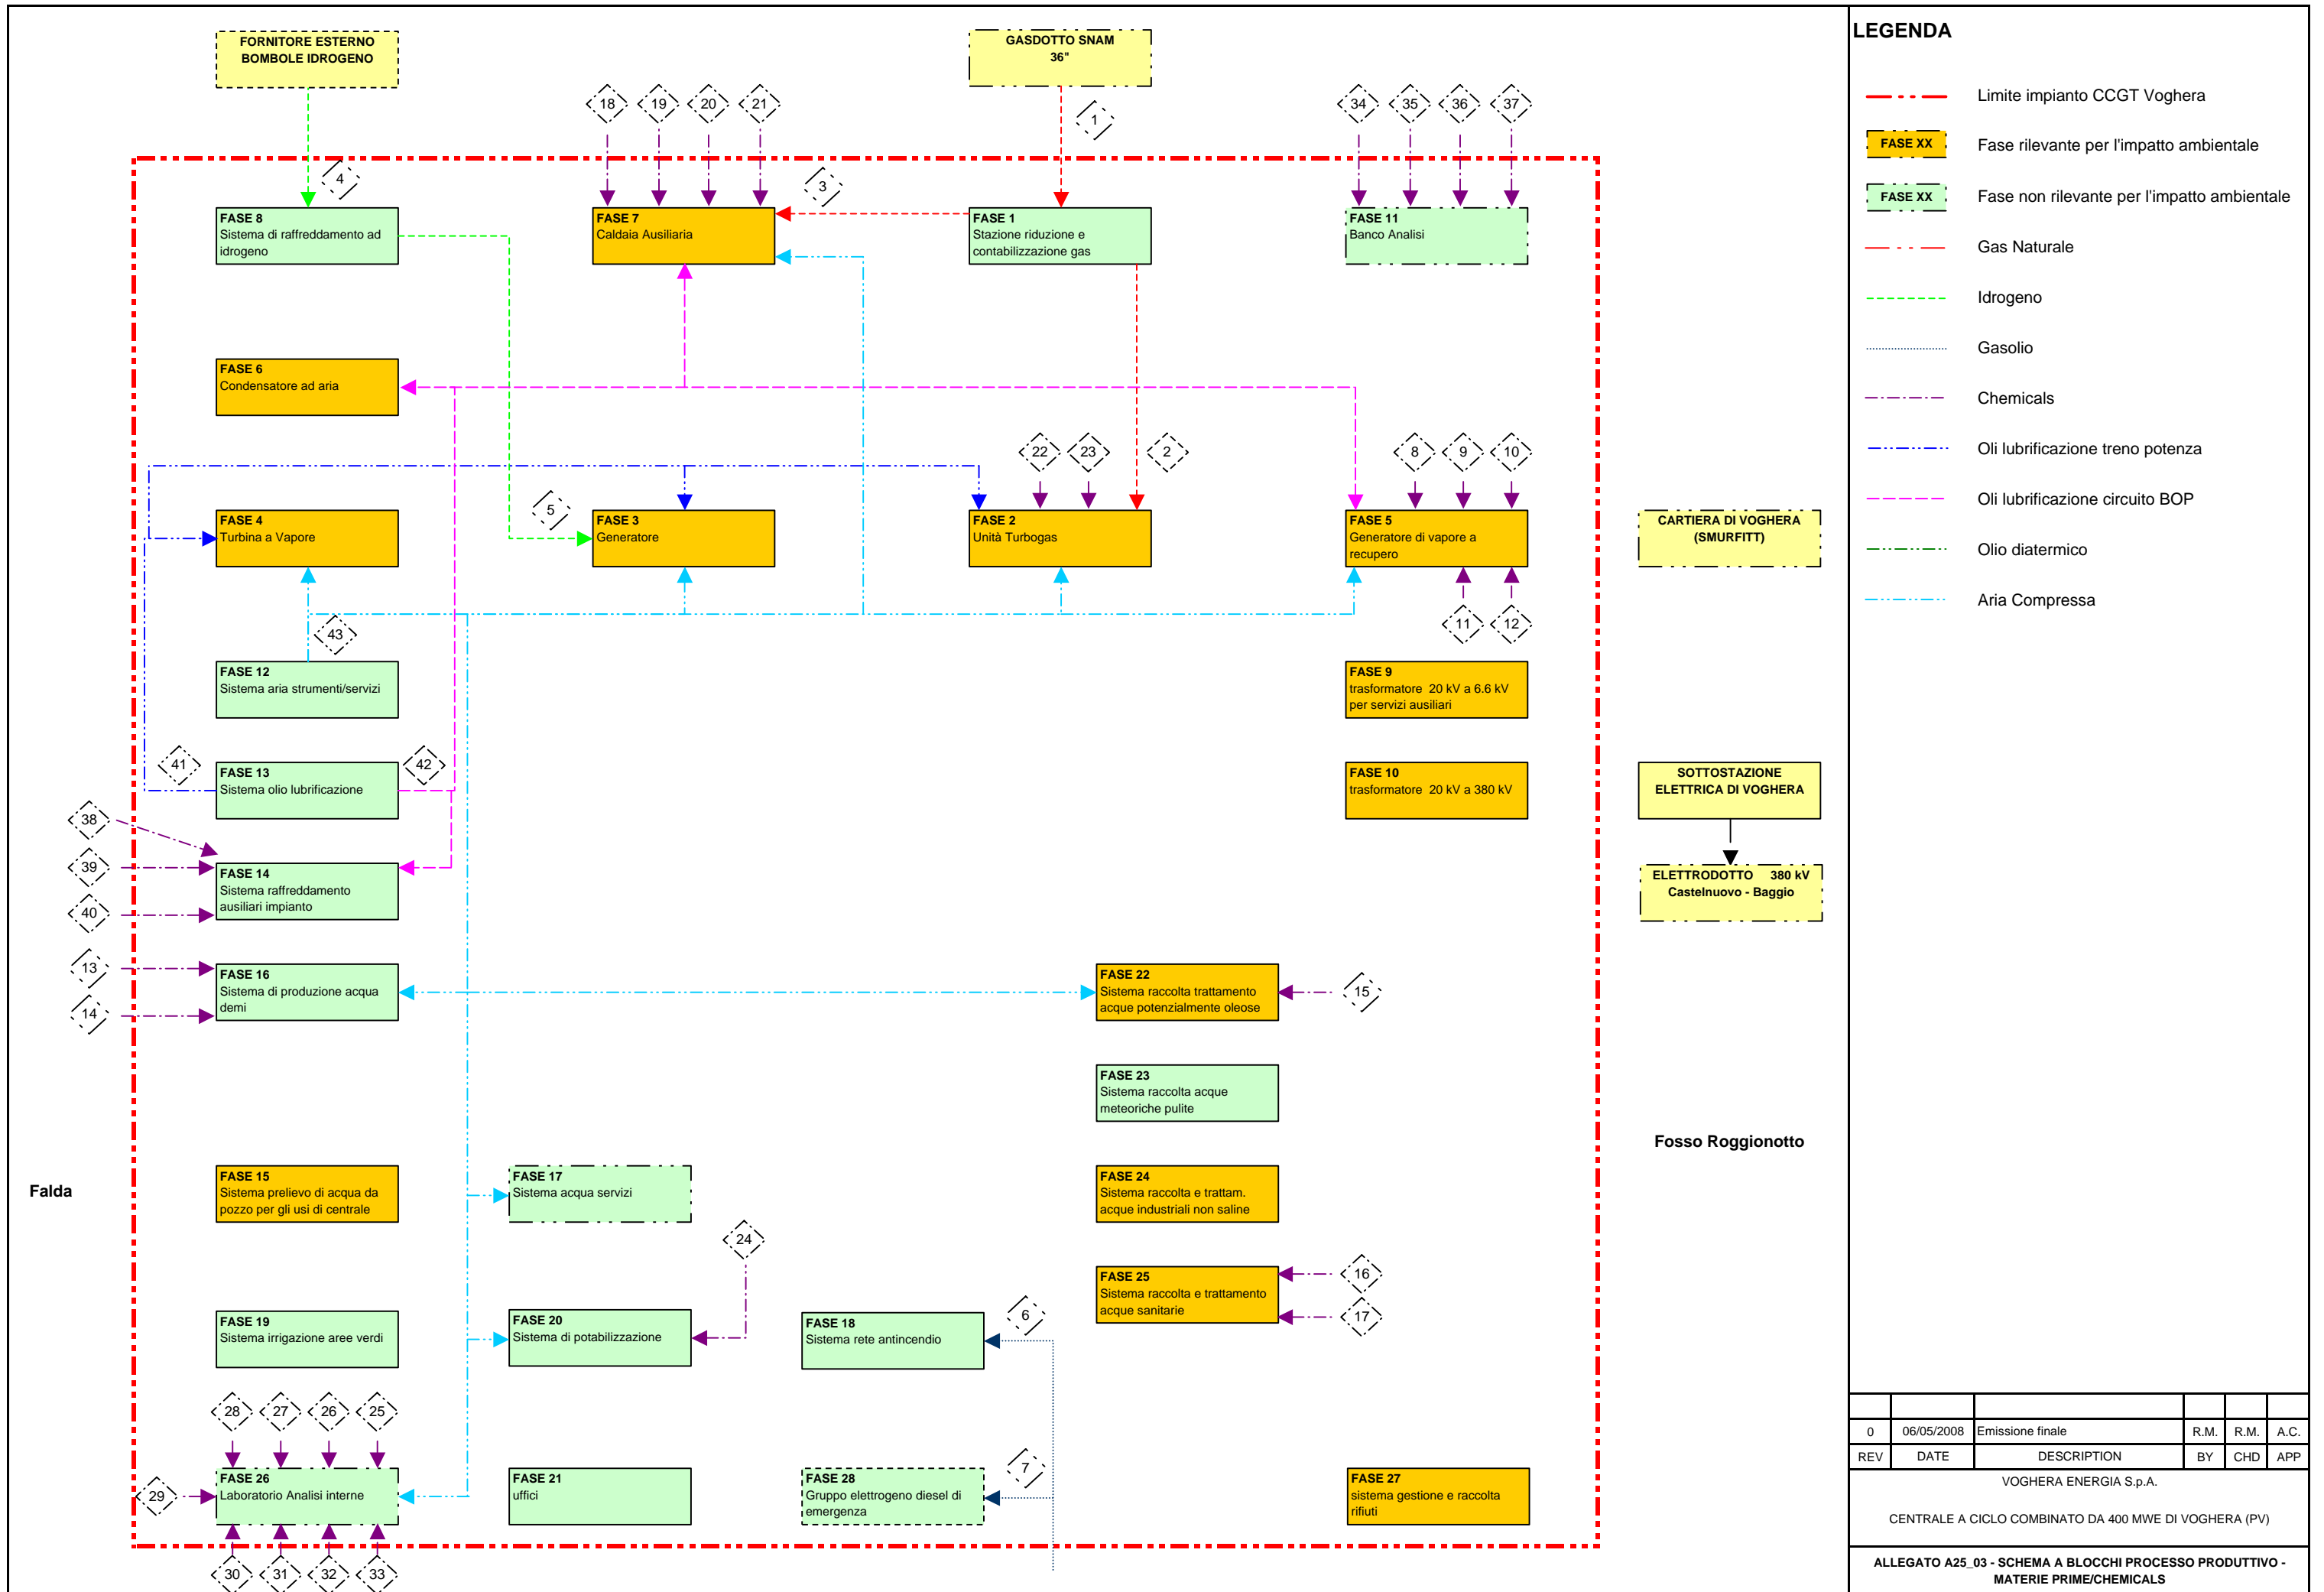 FORNITORE ESTERNO
BOMBOLE IDROGENO
GASDOTTO SNAM
36"
18
19
20
21
1
34
35
36
37
4
3
FASE 8
Sistema di raffreddamento ad
idrogeno
FASE 7
Caldaia Ausiliaria
FASE 1
Stazione riduzione e
contabilizzazione gas
FASE 11
Banco Analisi
FASE 6
Condensatore ad aria
22
23
2
8
9
10
5
FASE 4
Turbina a Vapore
FASE 3
Generatore
FASE 2
Unità Turbogas
FASE 5
Generatore di vapore a
recupero
CARTIERA DI VOGHERA
(SMURFITT)
43
11
12
FASE 12
Sistema aria strumenti/servizi
FASE 9
trasformatore 20 kV a 6.6 kV
per servizi ausiliari
41
FASE 13
Sistema olio lubrificazione
42
FASE 10
trasformatore 20 kV a 380 kV
SOTTOSTAZIONE
ELETTRICA DI VOGHERA
38
39
40
FASE 14
Sistema raffreddamento
ausiliari impianto
ELETTRODOTTO 380 kV
Castelnuovo - Baggio
13
14
FASE 16
Sistema di produzione acqua
demi
FASE 22
Sistema raccolta trattamento
acque potenzialmente oleose
15
FASE 23
Sistema raccolta acque
meteoriche pulite
Fosso Roggionotto
Falda
FASE 15
Sistema prelievo di acqua da
pozzo per gli usi di centrale
FASE 17
Sistema acqua servizi
FASE 24
Sistema raccolta e trattam.
acque industriali non saline
24
FASE 25
Sistema raccolta e trattamento
acque sanitarie
16
17
FASE 19
Sistema irrigazione aree verdi
FASE 20
Sistema di potabilizzazione
FASE 18
Sistema rete antincendio
6
28
27
26
25
29
FASE 26
Laboratorio Analisi interne
FASE 21
uffici
FASE 28
Gruppo elettrogeno diesel di
emergenza
7
FASE 27
sistema gestione e raccolta
rifiuti
30
31
32
33
LEGENDA
Limite impianto CCGT Voghera
FASE XX
Fase rilevante per l'impatto ambientale
FASE XX
Fase non rilevante per l'impatto ambientale
Gas Naturale
Idrogeno
Gasolio
Chemicals
Oli lubrificazione treno potenza
Oli lubrificazione circuito BOP
Olio diatermico
Aria Compressa
0 06/05/2008 Emissione finale R.M. R.M. A.C.
REV DATE DESCRIPTION BY CHD APP
VOGHERA ENERGIA S.p.A.
CENTRALE A CICLO COMBINATO DA 400 MWE DI VOGHERA (PV)
ALLEGATO A25_03 - SCHEMA A BLOCCHI PROCESSO PRODUTTIVO -
MATERIE PRIME/CHEMICALS